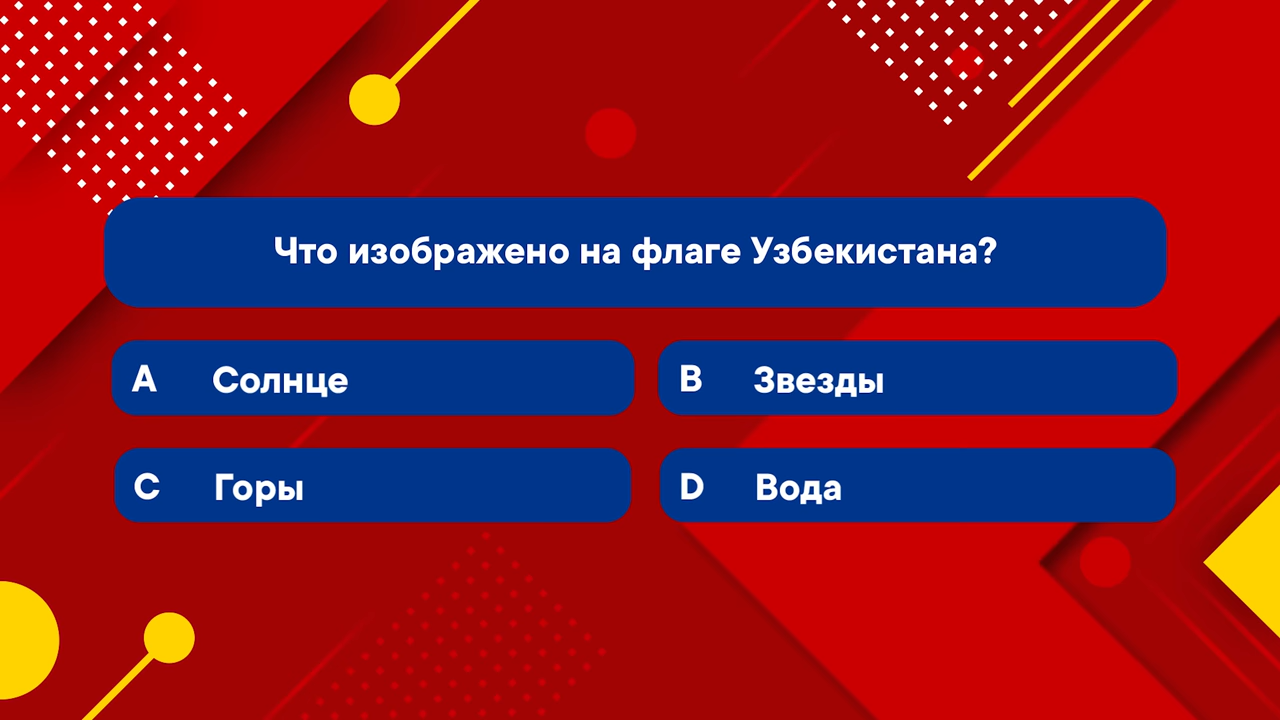 Что изображено на флаге Узбекистана?
A Солнце
B Звезды
C Горы
D Вода